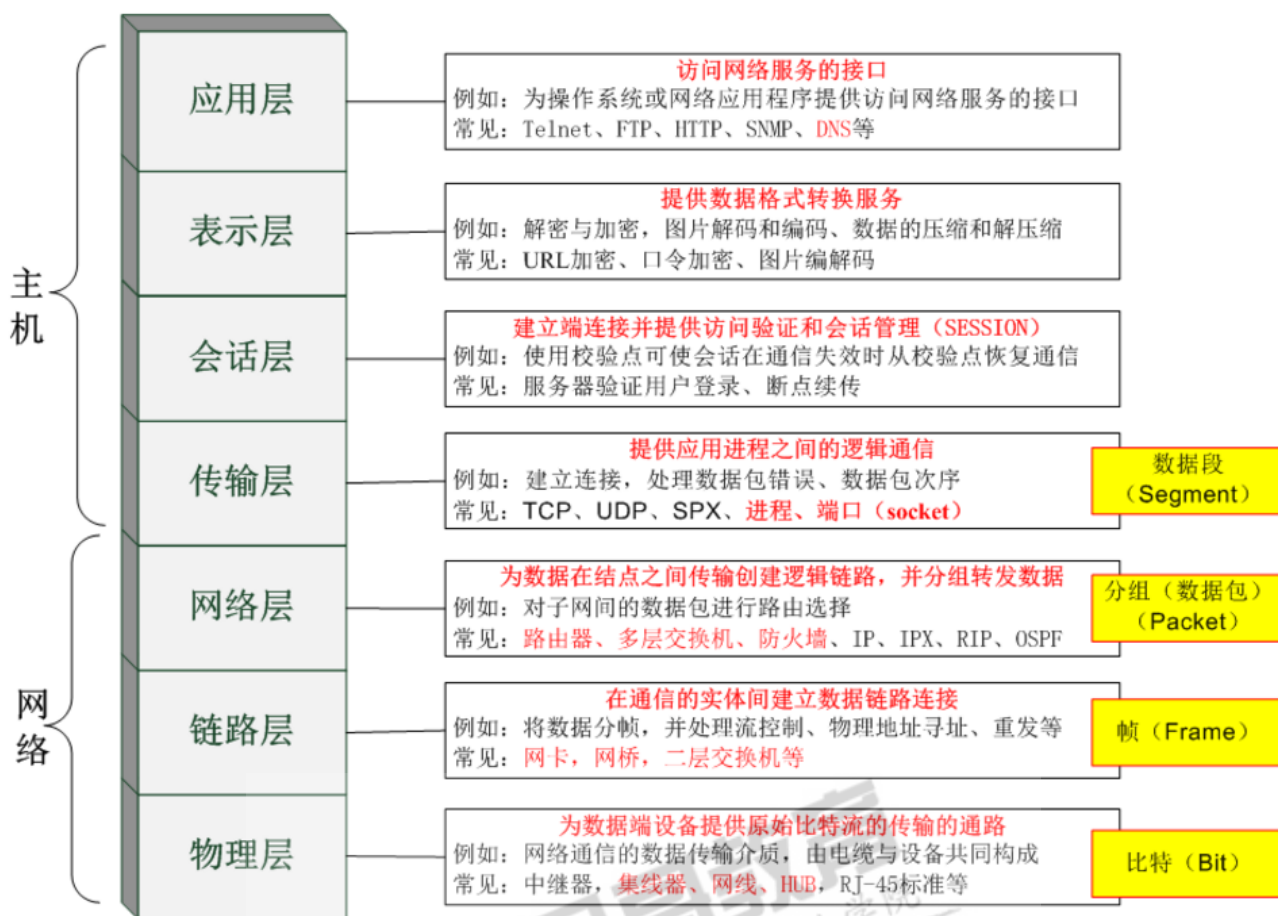 主机
网络
应用层
访问网络服务的接口
例如：为操作系统或网络应用程序提供访问网络服务的接口
常见：Telnet、FTP、HTTP、SNMP、DNS等
表示层
提供数据格式转换服务
例如：解密与加密，图片解码和编码、数据的压缩和解压缩
常见：URL加密、口令加密、图片编解码
会话层
建立端连接并提供访问验证和会话管理（SESSION）
例如：使用校验点可使会话在通信失效时从校验点恢复通信
常见：服务器验证用户登录、断点续传
传输层
提供应用进程之间的逻辑通信
例如：建立连接，处理数据包错误、数据包次序
常见：TCP、UDP、SPX、进程、端口（socket）
数据段
（Segment）
网络层
为数据在结点之间传输创建逻辑链路，并分组转发数据
例如：对子网间的数据包进行路由选择
常见：路由器、多层交换机、防火墙、IP、IPX、RIP、OSPF
分组（数据包）
（Packet）
链路层
在通信的实体间建立数据链路连接
例如：将数据分帧，并处理流控制、物理地址寻址、重发等
常见：网卡，网桥，二层交换机等
帧（Frame）
物理层
为数据端设备提供原始比特流的传输的通路
例如：网络通信的数据传输介质，由电缆与设备共同构成
常见：中继器，集线器、网线、HUB，RJ-45标准等
比特（Bit）